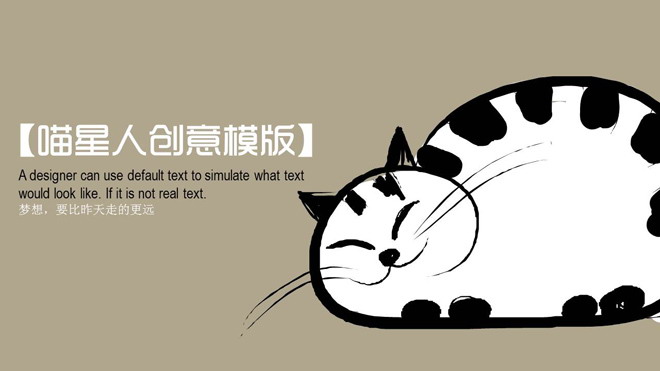 【喵星人创意模版】
A designer can use default text to simulate what text
would look like. If it is not real text.
梦想，要比昨天走的更远